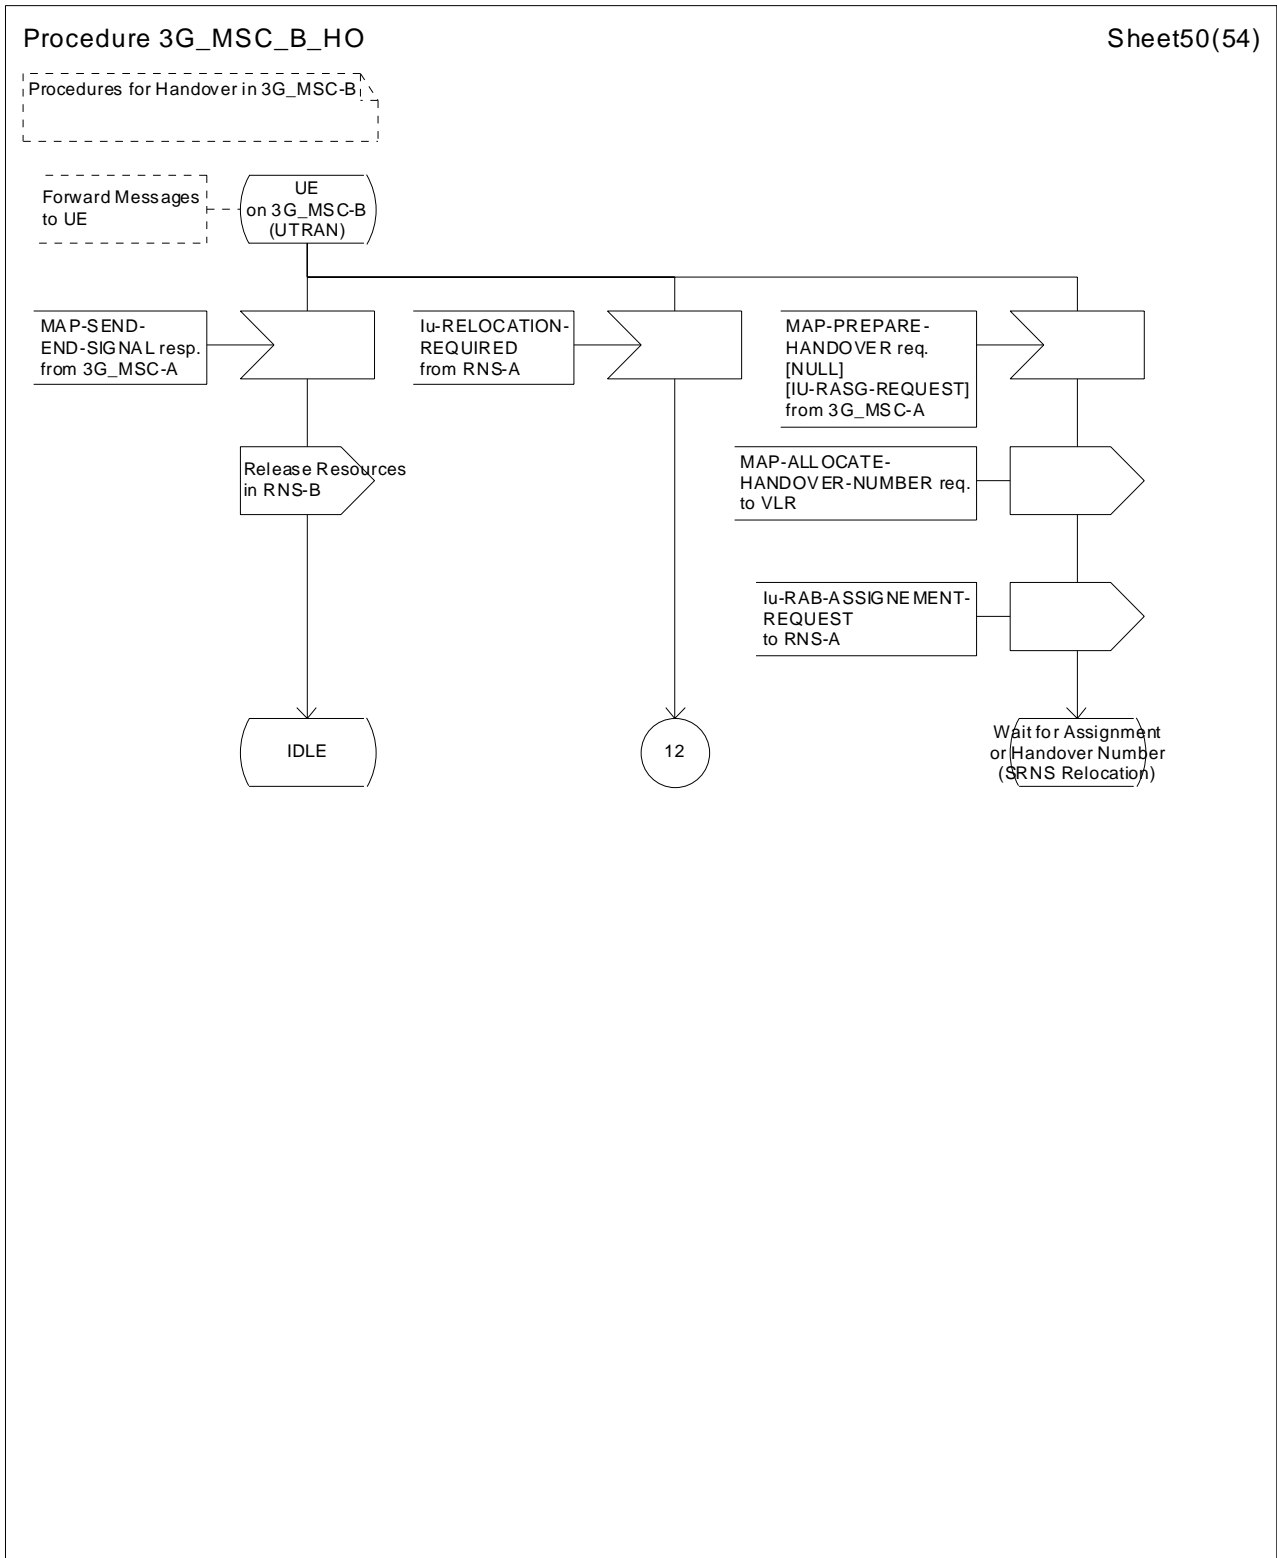 Procedure 3G_MSC_B_HO
Sheet50(54)
Procedures for Handover in 3G_MSC-B
Forward Messages
to UE
UE
on 3G_MSC-B
(UTRAN)
MAP-SEND-
END-SIGNAL resp.
from 3G_MSC-A
Iu-RELOCATION-
REQUIRED
from RNS-A
MAP-PREPARE-
HANDOVER req.
[NULL]
[IU-RASG-REQUEST]
from 3G_MSC-A
Release Resources
in RNS-B
MAP-ALLOCATE-
HANDOVER-NUMBER req.
to VLR
Iu-RAB-ASSIGNEMENT-
REQUEST
to RNS-A
IDLE
12
Wait for Assignment
or Handover Number
(SRNS Relocation)